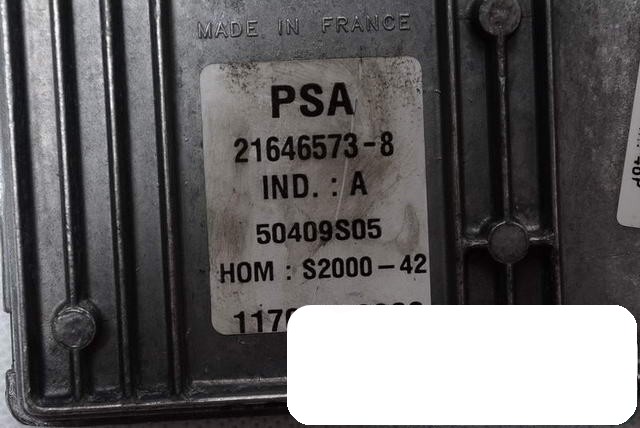 MADE IN FRANCE
PSA
21646573-8
IND. : A
50409S05
HOM : S2000-42